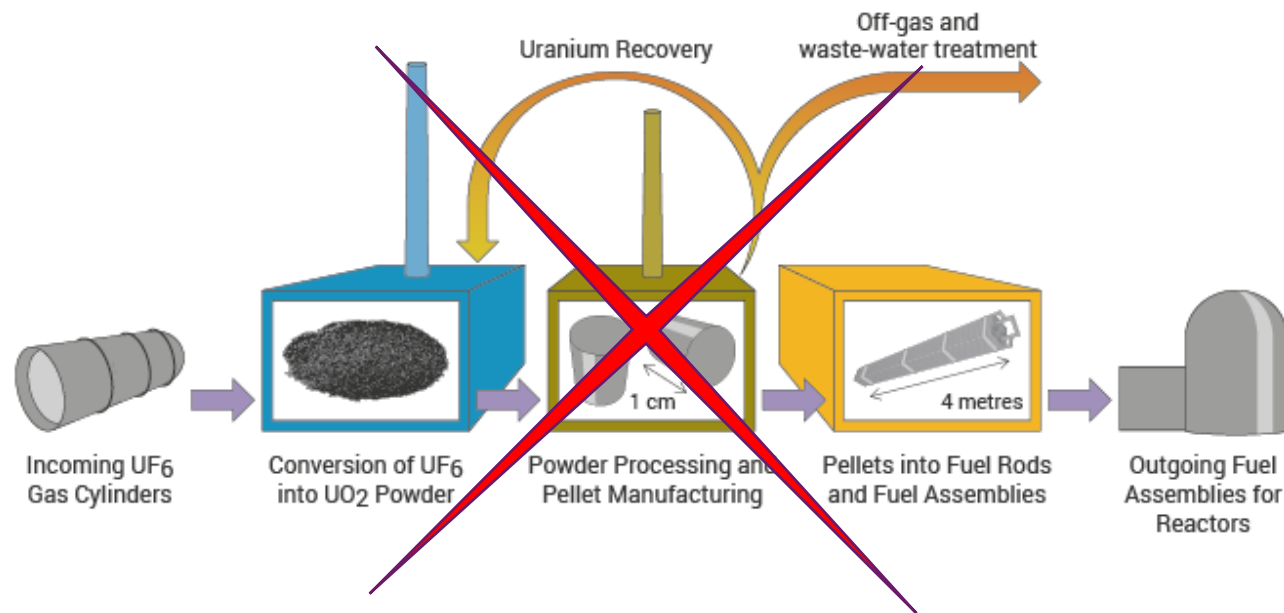 Uranium Recovery
Off-gas and
waste-water treatment
1 cm
4 metres
Incoming UF6
Gas Cylinders
Conversion of UF6
into UO2 Powder
Powder Processing and
Pellet Manufacturing
Pellets into Fuel Rods
and Fuel Assemblies
Outgoing Fuel
Assemblies for
Reactors